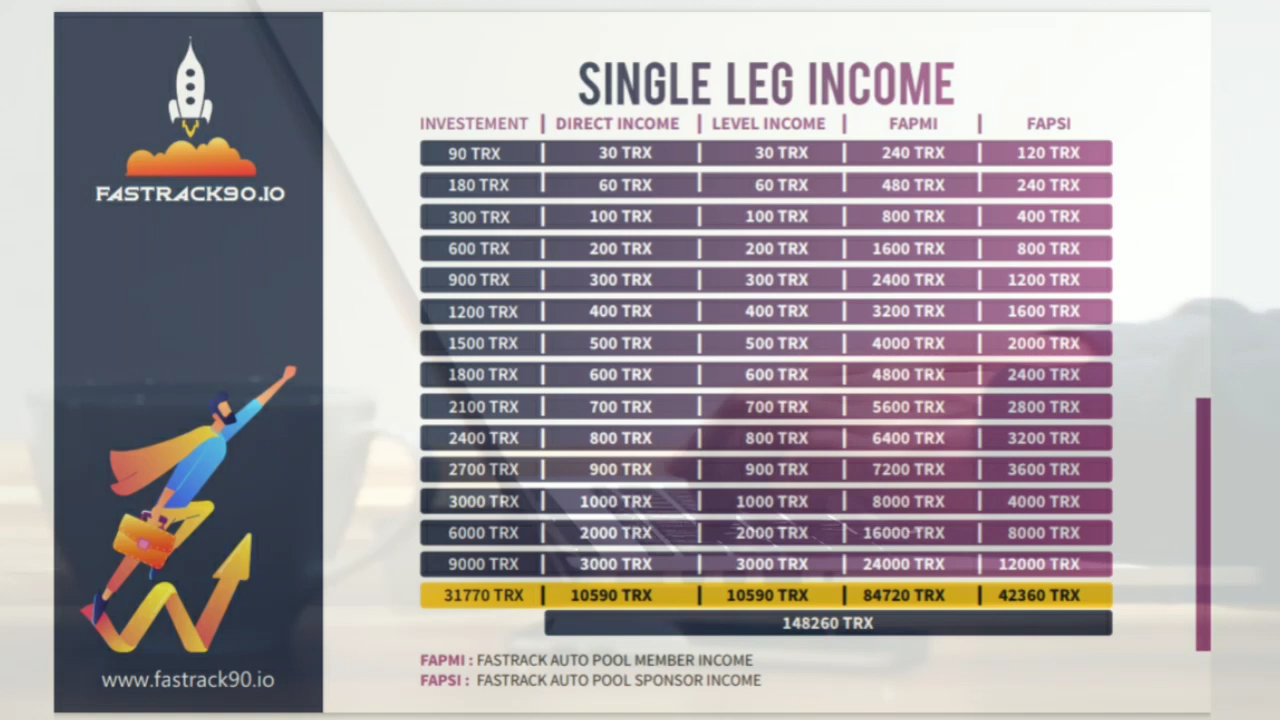 FASTRACK90.IO
www.fastrack90.io
SINGLE LEG INCOME
INVESTEMENT | DIRECT INCOME | LEVEL INCOME | FAPMI | FAPSI
90 TRX | 30 TRX | 30 TRX | 240 TRX | 120 TRX
180 TRX | 60 TRX | 60 TRX | 480 TRX | 240 TRX
300 TRX | 100 TRX | 100 TRX | 800 TRX | 400 TRX
600 TRX | 200 TRX | 200 TRX | 1600 TRX | 800 TRX
900 TRX | 300 TRX | 300 TRX | 2400 TRX | 1200 TRX
1200 TRX | 400 TRX | 400 TRX | 3200 TRX | 1600 TRX
1500 TRX | 500 TRX | 500 TRX | 4000 TRX | 2000 TRX
1800 TRX | 600 TRX | 600 TRX | 4800 TRX | 2400 TRX
2100 TRX | 700 TRX | 700 TRX | 5600 TRX | 2800 TRX
2400 TRX | 800 TRX | 800 TRX | 6400 TRX | 3200 TRX
2700 TRX | 900 TRX | 900 TRX | 7200 TRX | 3600 TRX
3000 TRX | 1000 TRX | 1000 TRX | 8000 TRX | 4000 TRX
6000 TRX | 2000 TRX | 2000 TRX | 16000 TRX | 8000 TRX
9000 TRX | 3000 TRX | 3000 TRX | 24000 TRX | 12000 TRX
31770 TRX | 10590 TRX | 10590 TRX | 84720 TRX | 42360 TRX
148260 TRX
FAPMI : FASTRACK AUTO POOL MEMBER INCOME
FAPSI : FASTRACK AUTO POOL SPONSOR INCOME